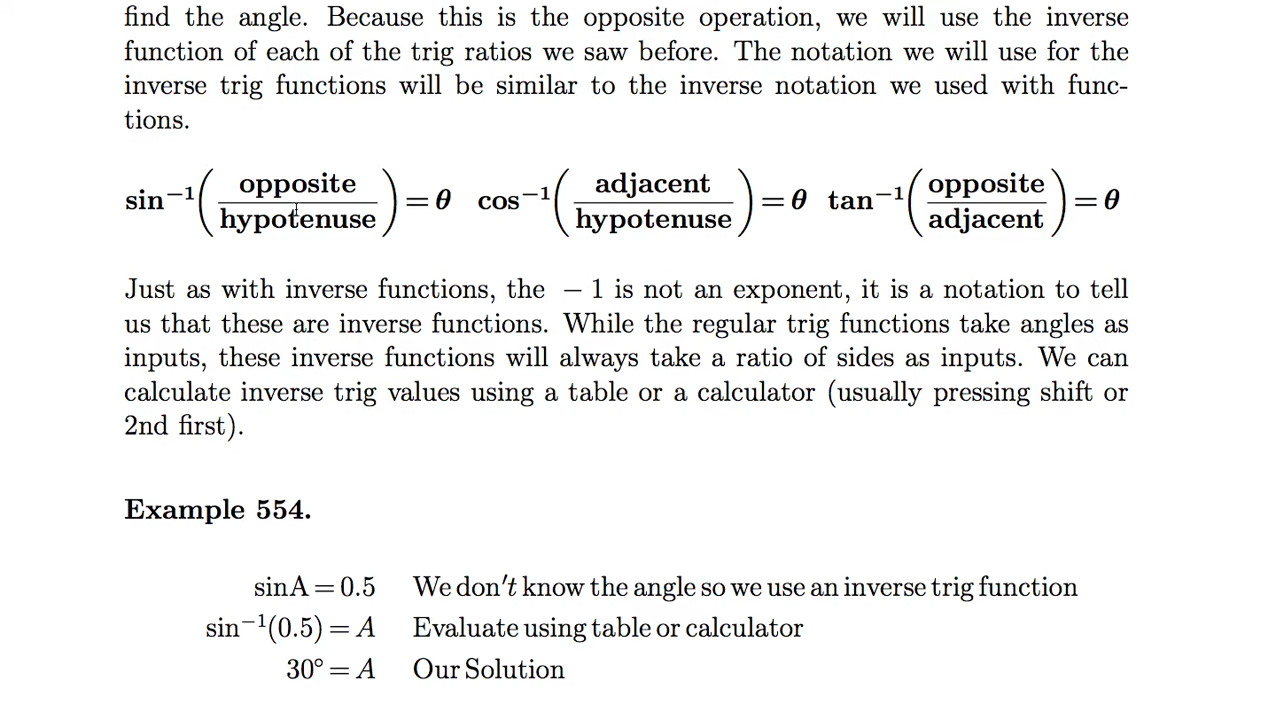 find the angle. Because this is the opposite operation, we will use the inverse
function of each of the trig ratios we saw before. The notation we will use for the
inverse trig functions will be similar to the inverse notation we used with func-
tions.
sin⁻¹(opposite/hypotenuse) = θ cos⁻¹(adjacent/hypotenuse) = θ tan⁻¹(opposite/adjacent) = θ
Just as with inverse functions, the − 1 is not an exponent, it is a notation to tell
us that these are inverse functions. While the regular trig functions take angles as
inputs, these inverse functions will always take a ratio of sides as inputs. We can
calculate inverse trig values using a table or a calculator (usually pressing shift or
2nd first).
Example 554.
sinA = 0.5 We don't know the angle so we use an inverse trig function
sin⁻¹(0.5) = A Evaluate using table or calculator
30° = A Our Solution